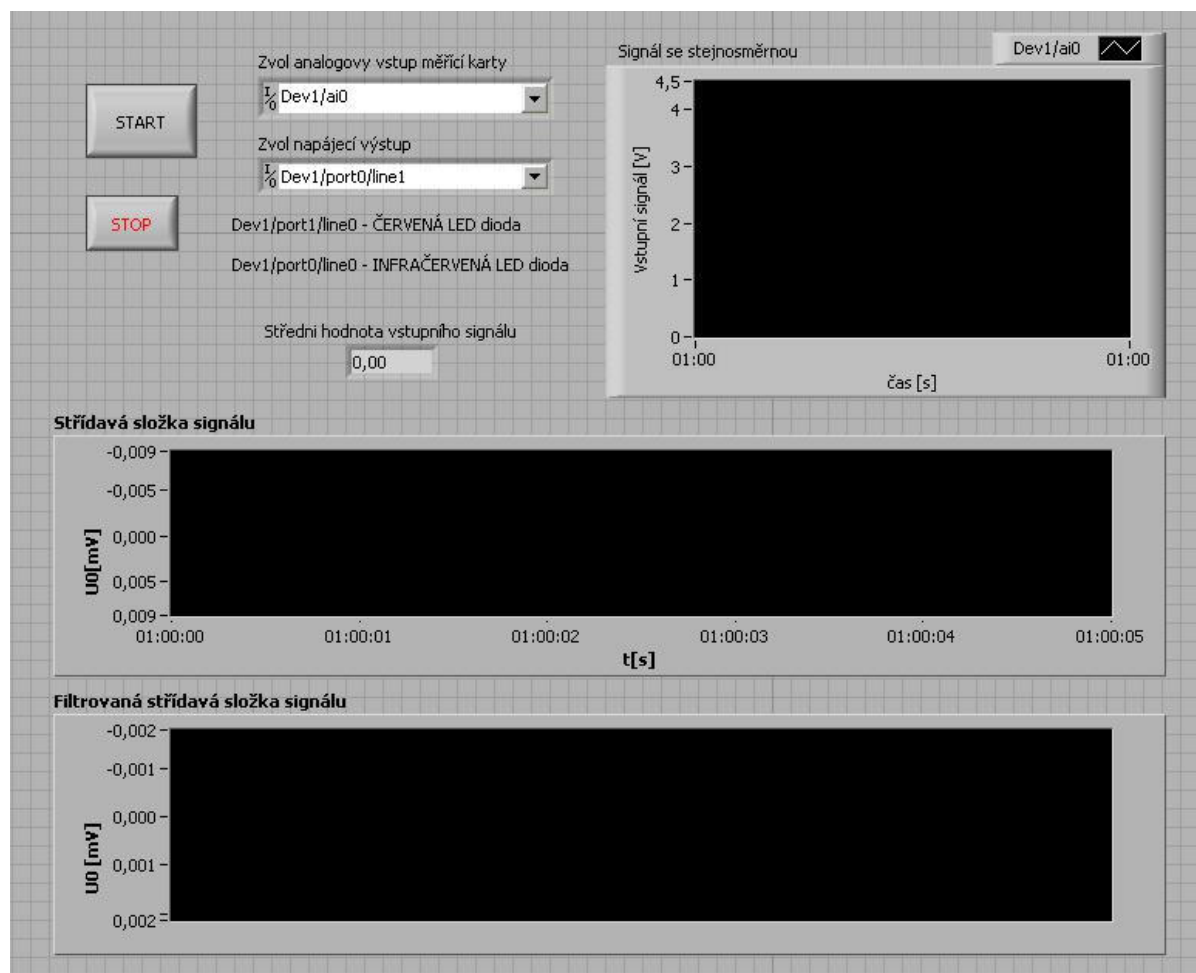 Zvol analogovy vstup měřící karty
Dev1/ai0
START
Zvol napájecí výstup
Dev1/port0/line1
STOP
Dev1/port1/line0 - ČERVENÁ LED dioda
Dev1/port0/line0 - INFRAČERVENÁ LED dioda
Středni hodnota vstupního signálu
0,00
Signál se stejnosměrnou
Dev1/ai0
Vstupní signál [V]
4,5
4
3
2
1
0
01:00
01:00
čas [s]
Střídavá složka signálu
U0[mV]
-0,009
-0,005
0,000
0,005
0,009
01:00:00
01:00:01
01:00:02
01:00:03
01:00:04
01:00:05
t[s]
Filtrovaná střídavá složka signálu
U0 [mV]
-0,002
-0,001
0,000
0,001
0,002